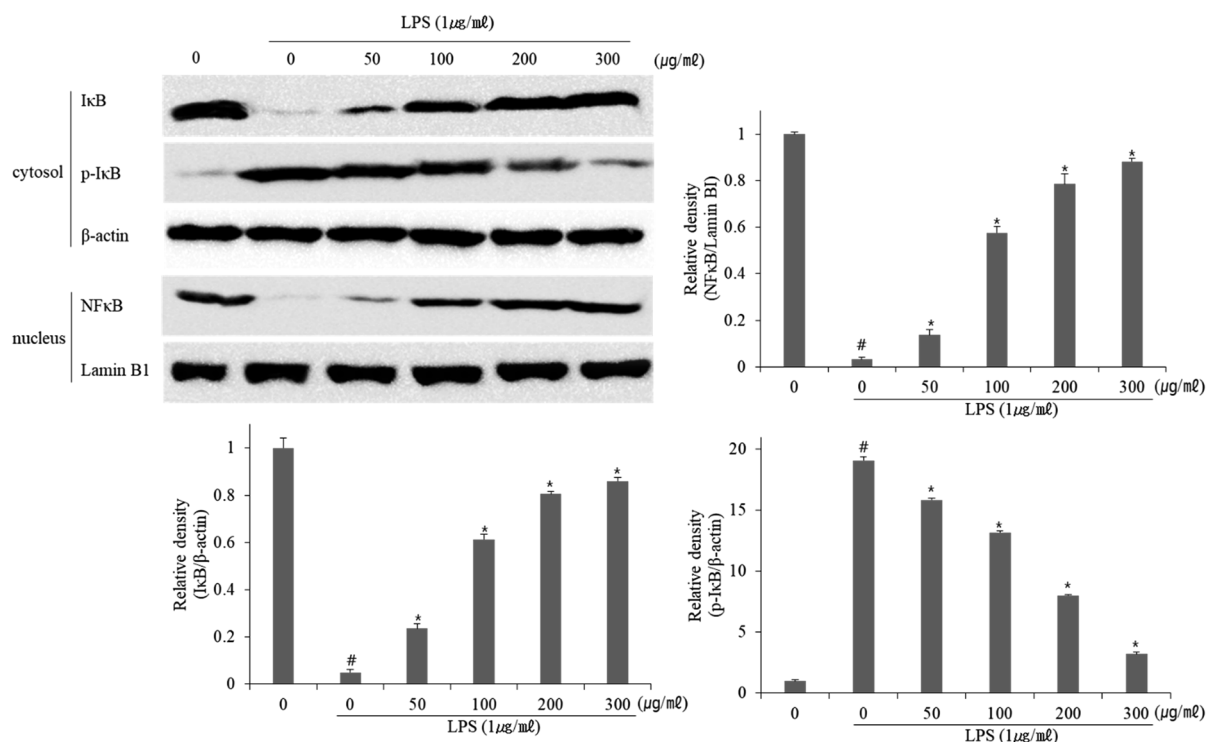 LPS (1μg/㎖)
0 0 50 100 200 300 (μg/㎖)
cytosol
IκB
p-IκB
β-actin
nucleus
NFκB
Lamin B1
Relative density
(NFκB/Lamin BI)
1
0.8
0.6
0.4
0.2
0
#
*
*
*
*
0 0 50 100 200 300 (μg/㎖)
LPS (1μg/㎖)
Relative density
(IκB/β-actin)
1
0.8
0.6
0.4
0.2
0
#
*
*
*
*
0 0 50 100 200 300 (μg/㎖)
LPS (1μg/㎖)
Relative density
(p-IκB/β-actin)
20
15
10
5
0
#
*
*
*
*
0 0 50 100 200 300 (μg/㎖)
LPS (1μg/㎖)